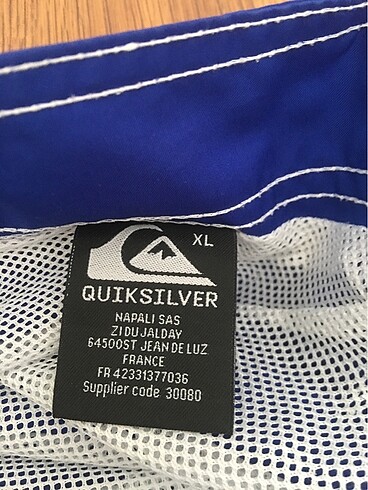 XL
QUIKSILVER
NAPALI SAS
ZI DU JALDAY
64500ST JEAN DE LUZ
FRANCE
FR 42331377036
Supplier code 30080